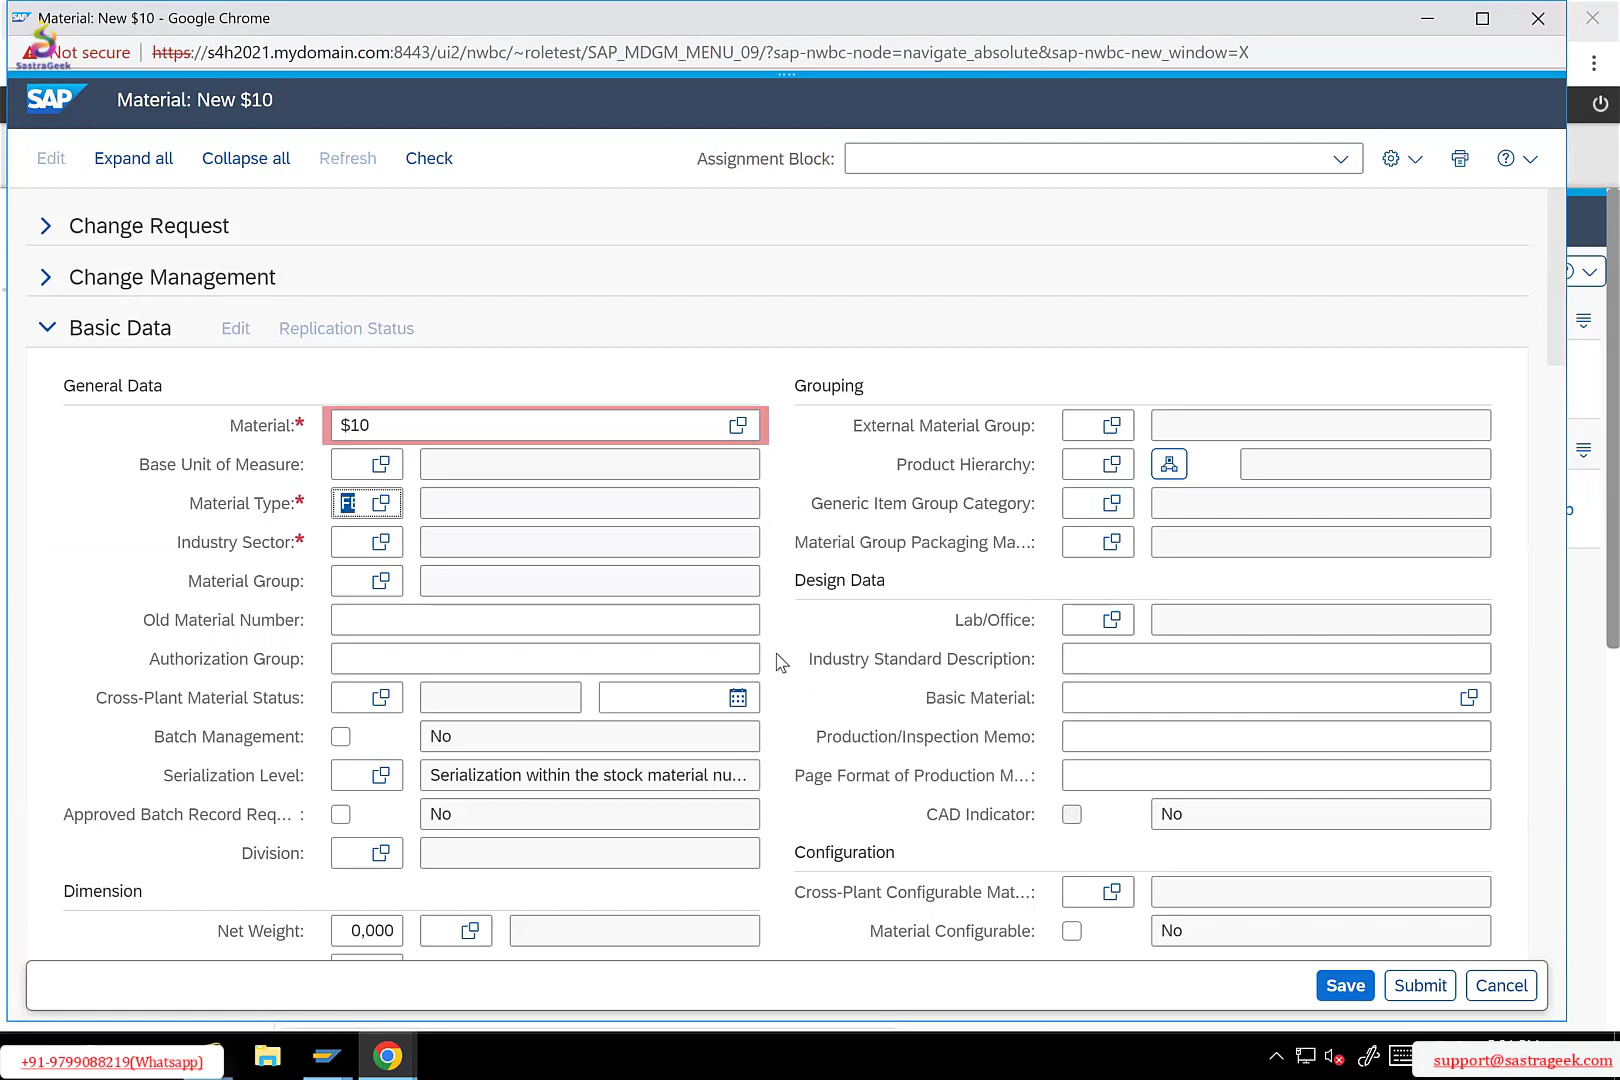 Material: New $10 - Google Chrome
Not secure https://s4h2021.mydomain.com:8443/ui2/nwbc/~roletest/SAP_MDGM_MENU_09/?sap-nwbc-node=navigate_absolute&sap-nwbc-new_window=X
SastraGeek
SAP Material: New $10
Edit Expand all Collapse all Refresh Check Assignment Block:
Change Request
Change Management
Basic Data Edit Replication Status
General Data
Material:* $10
Base Unit of Measure:
Material Type:*
Industry Sector:*
Material Group:
Old Material Number:
Authorization Group:
Cross-Plant Material Status:
Batch Management: No
Serialization Level: Serialization within the stock material nu...
Approved Batch Record Req... : No
Division:
Dimension
Net Weight: 0,000
Grouping
External Material Group:
Product Hierarchy:
Generic Item Group Category:
Material Group Packaging Ma...:
Design Data
Lab/Office:
Industry Standard Description:
Basic Material:
Production/Inspection Memo:
Page Format of Production M...:
CAD Indicator: No
Configuration
Cross-Plant Configurable Mat...:
Material Configurable: No
Save Submit Cancel
+91-9799088219(Whatsapp)
support@sastrageek.com